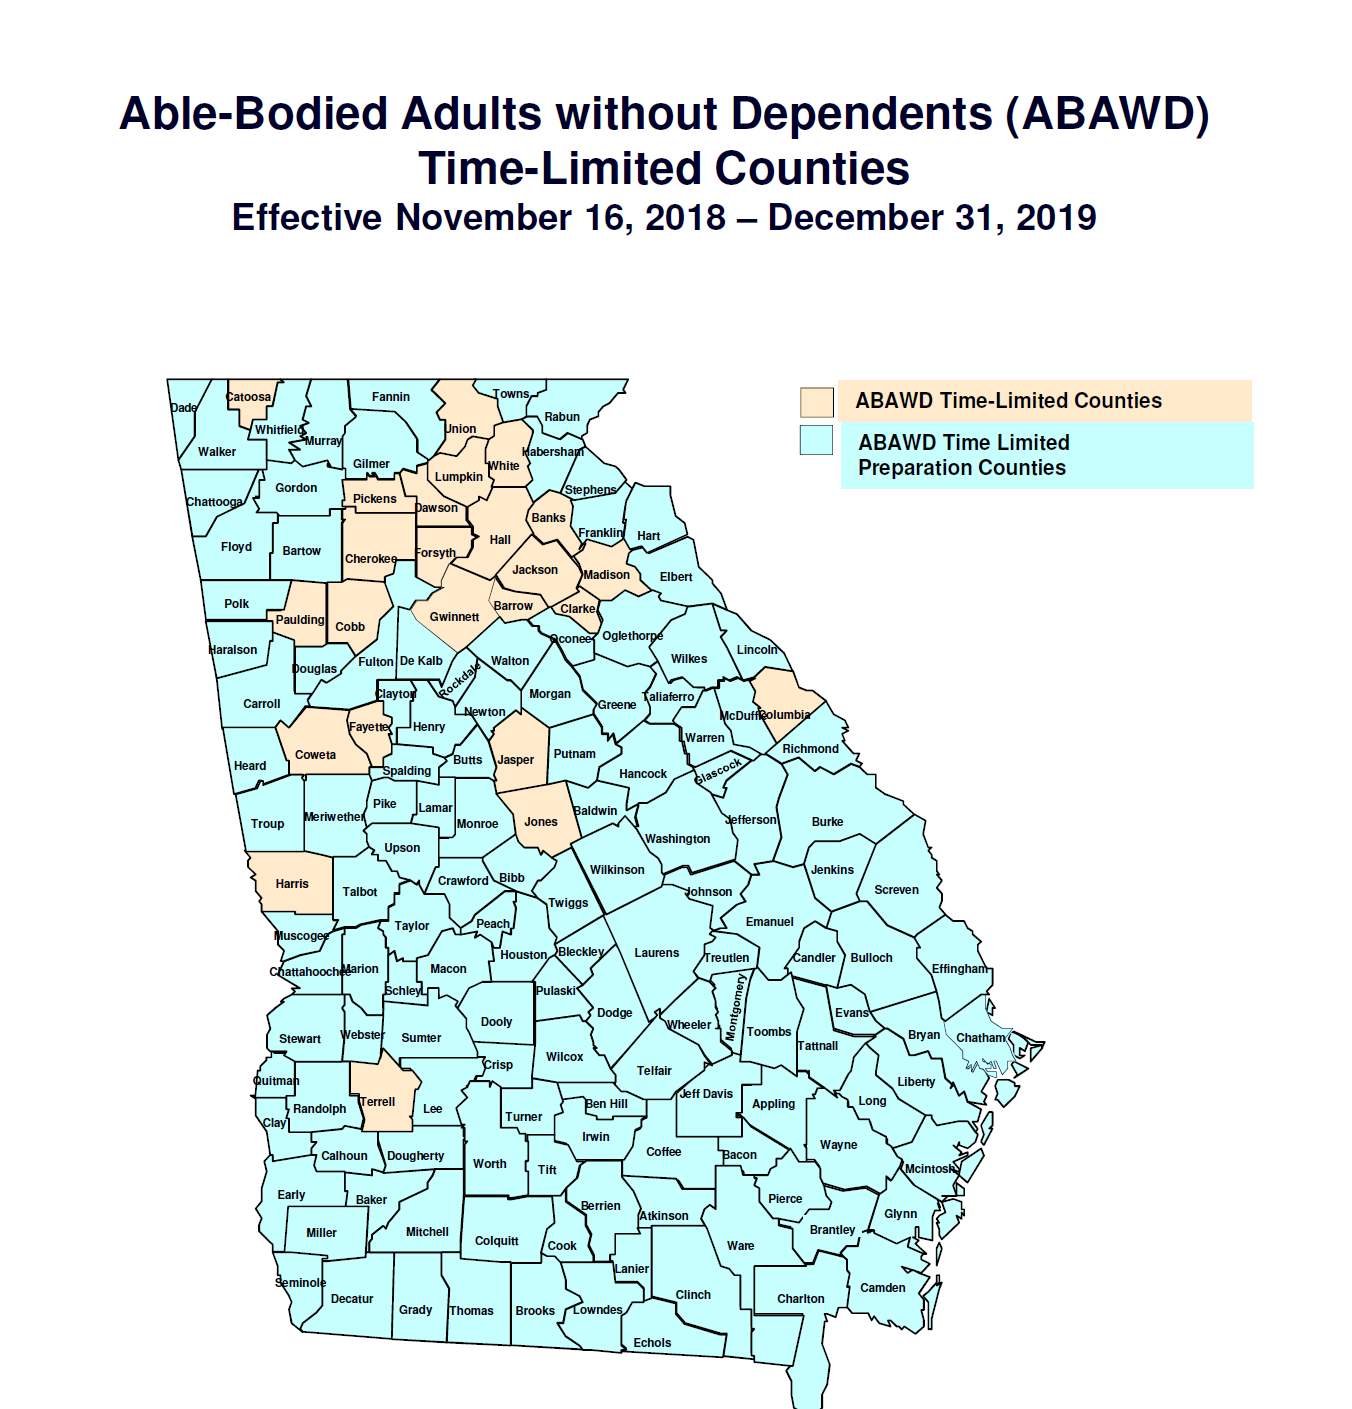 Able-Bodied Adults without Dependents (ABAWD)
Time-Limited Counties
Effective November 16, 2018 – December 31, 2019
ABAWD Time-Limited Counties
ABAWD Time Limited
Preparation Counties
Catoosa
Fannin
Towns
Dade
Rabun
Whitfield
Union
Murray
Walker
Habersham
Gilmer
White
Lumpkin
Gordon
Stephens
Chattooga
Pickens
Dawson
Banks
Franklin
Hart
Hall
Floyd
Bartow
Forsyth
Cherokee
Jackson
Madison
Elbert
Polk
Barrow
Clarke
Gwinnett
Paulding
Cobb
Oconee
Oglethorpe
Haralson
Lincoln
Fulton
De Kalb
Walton
Wilkes
Douglas
Rockdale
Clayton
Morgan
Taliaferro
Carroll
Greene
Newton
McDuffie
Columbia
Fayette
Henry
Warren
Richmond
Coweta
Putnam
Butts
Jasper
Heard
Spalding
Hancock
Glascock
Pike
Lamar
Baldwin
Troup
Meriwether
Monroe
Jones
Jefferson
Burke
Washington
Upson
Wilkinson
Jenkins
Harris
Talbot
Crawford
Bibb
Johnson
Screven
Twiggs
Taylor
Peach
Emanuel
Muscogee
Houston
Bleckley
Laurens
Treutlen
Candler
Bulloch
Chattahoochee
Marion
Macon
Effingham
Schley
Pulaski
Montgomery
Dooly
Dodge
Evans
Stewart
Webster
Sumter
Wheeler
Toombs
Tattnall
Bryan
Chatham
Wilcox
Crisp
Telfair
Quitman
Liberty
Randolph
Terrell
Lee
Ben Hill
Jeff Davis
Appling
Long
Clay
Turner
Irwin
Wayne
Calhoun
Dougherty
Coffee
Bacon
Worth
Tift
Mcintosh
Early
Baker
Berrien
Pierce
Atkinson
Glynn
Miller
Mitchell
Brantley
Colquitt
Cook
Ware
Lanier
Seminole
Decatur
Clinch
Charlton
Camden
Grady
Thomas
Brooks
Lowndes
Echols